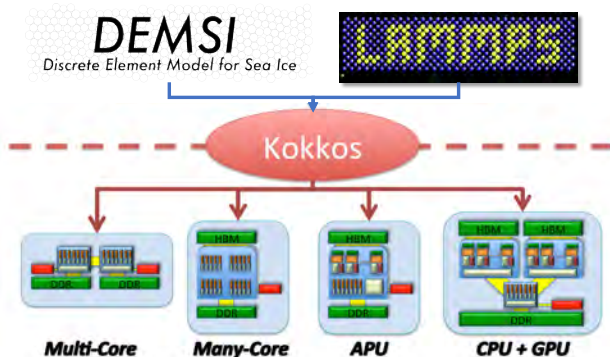 DEMSI
Discrete Element Model for Sea Ice
LAMMPS
Kokkos
HBM
HBM
HBM
HBM
DDR
DDR
DDR
DDR
DDR
Multi-Core
Many-Core
APU
CPU + GPU